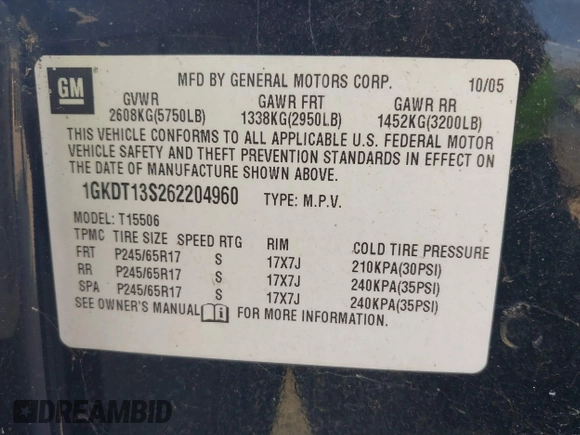 GM
MFD BY GENERAL MOTORS CORP. 10/05
GVWR GAWR FRT GAWR RR
2608KG(5750LB) 1338KG(2950LB) 1452KG(3200LB)
THIS VEHICLE CONFORMS TO ALL APPLICABLE U.S. FEDERAL MOTOR
VEHICLE SAFETY AND THEFT PREVENTION STANDARDS IN EFFECT ON
THE DATE OF MANUFACTURE SHOWN ABOVE.
1GKDT13S262204960 TYPE: M.P.V.
MODEL: T15506
TPMC TIRE SIZE SPEED RTG RIM COLD TIRE PRESSURE
FRT P245/65R17 S 17X7J 210KPA(30PSI)
RR P245/65R17 S 17X7J 240KPA(35PSI)
SPA P245/65R17 S 17X7J 240KPA(35PSI)
SEE OWNER'S MANUAL FOR MORE INFORMATION.
DREAMBID